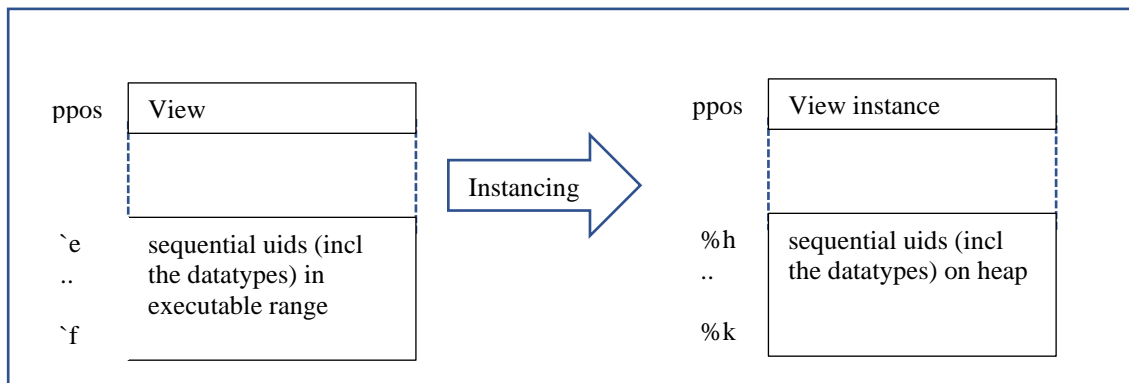 ppos
View
`e
..
`f
sequential uids (incl
the datatypes) in
executable range
Instancing
ppos
View instance
%h
..
%k
sequential uids (incl
the datatypes) on heap